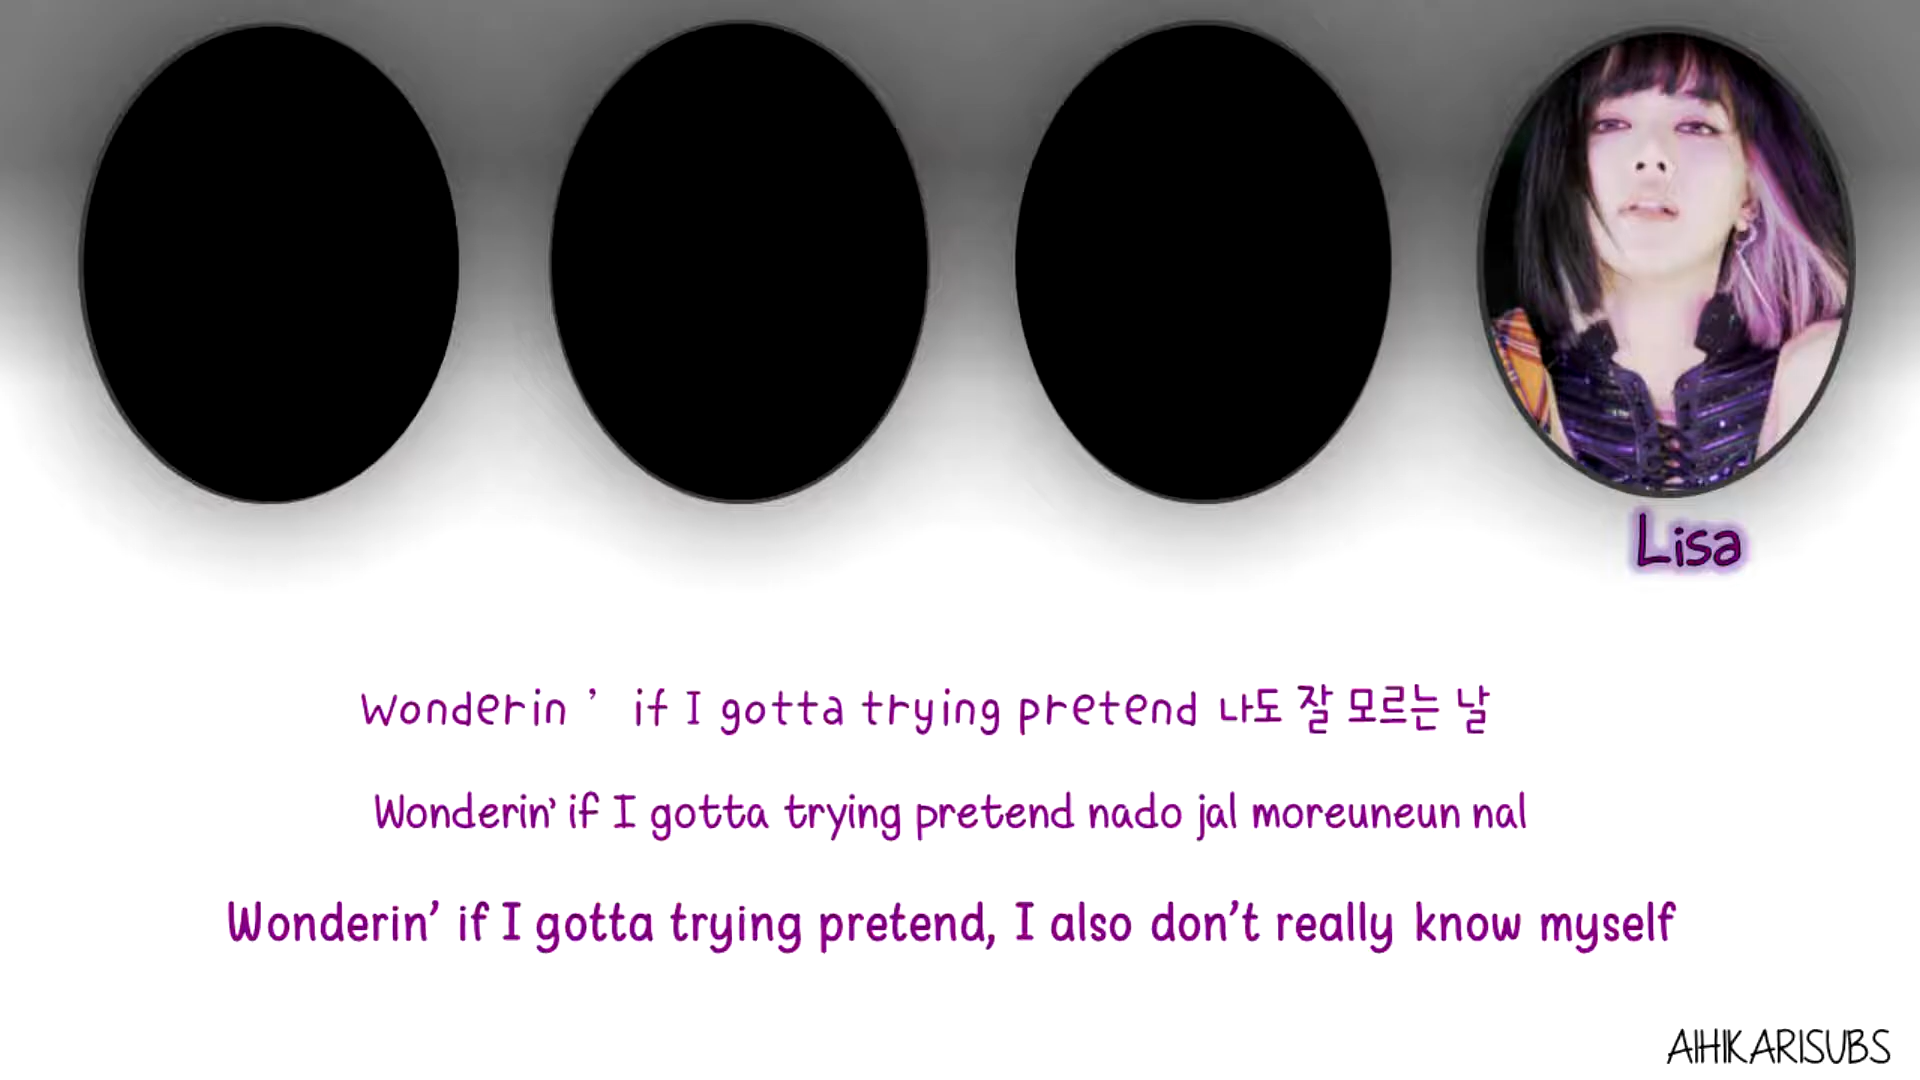 Lisa
Wonderin ' if I gotta trying pretend 나도 잘 모르는 날
Wonderin' if I gotta trying pretend nado jal moreuneun nal
Wonderin' if I gotta trying pretend, I also don't really know myself
AIHIKARISUBS